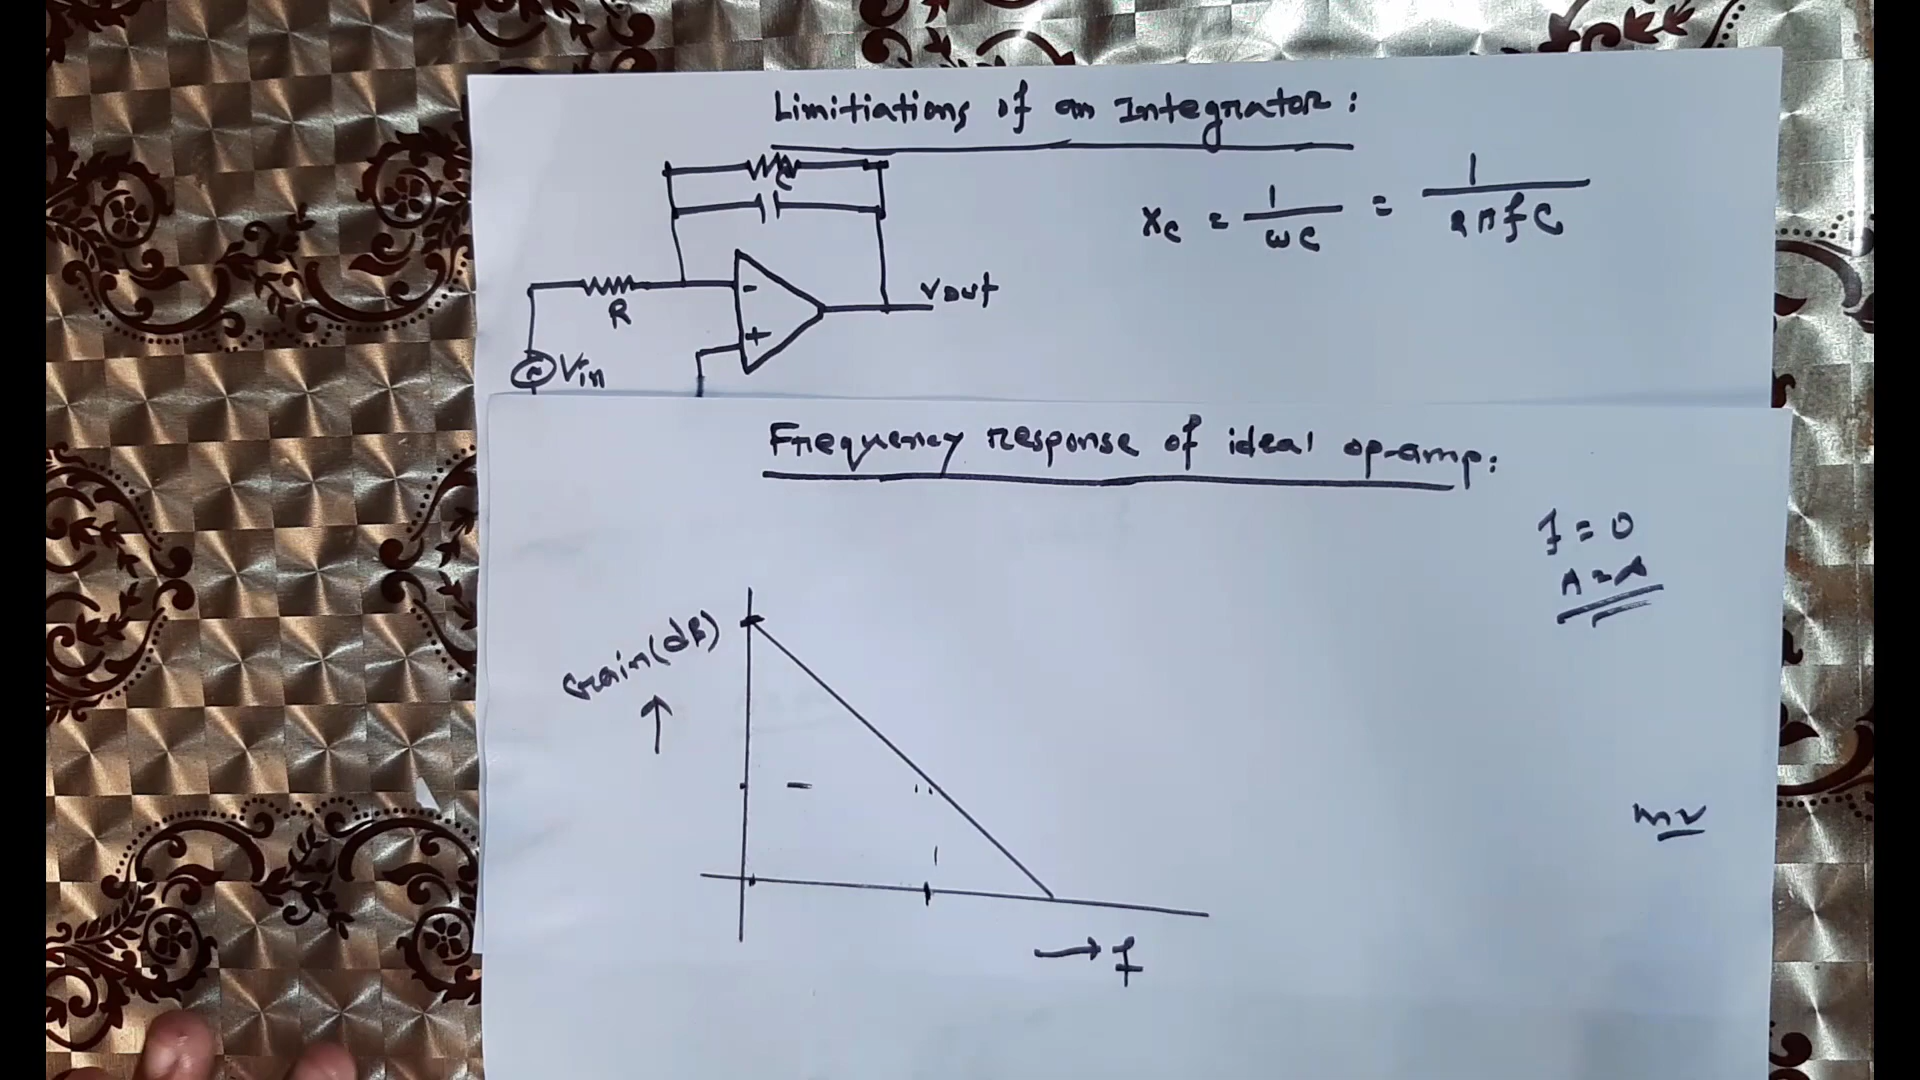 Limitiations of an Integrator:
C
Xc = 1/ωC = 1/2πfC
R
-
+
Vout
Vin
Frequency response of ideal op-amp:
f = 0
Gain(dB)
↑
mv
→ f